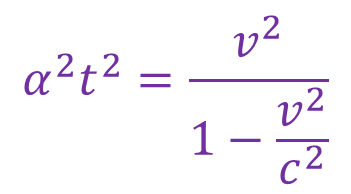 α²t² = v² / (1 − v²/c²)